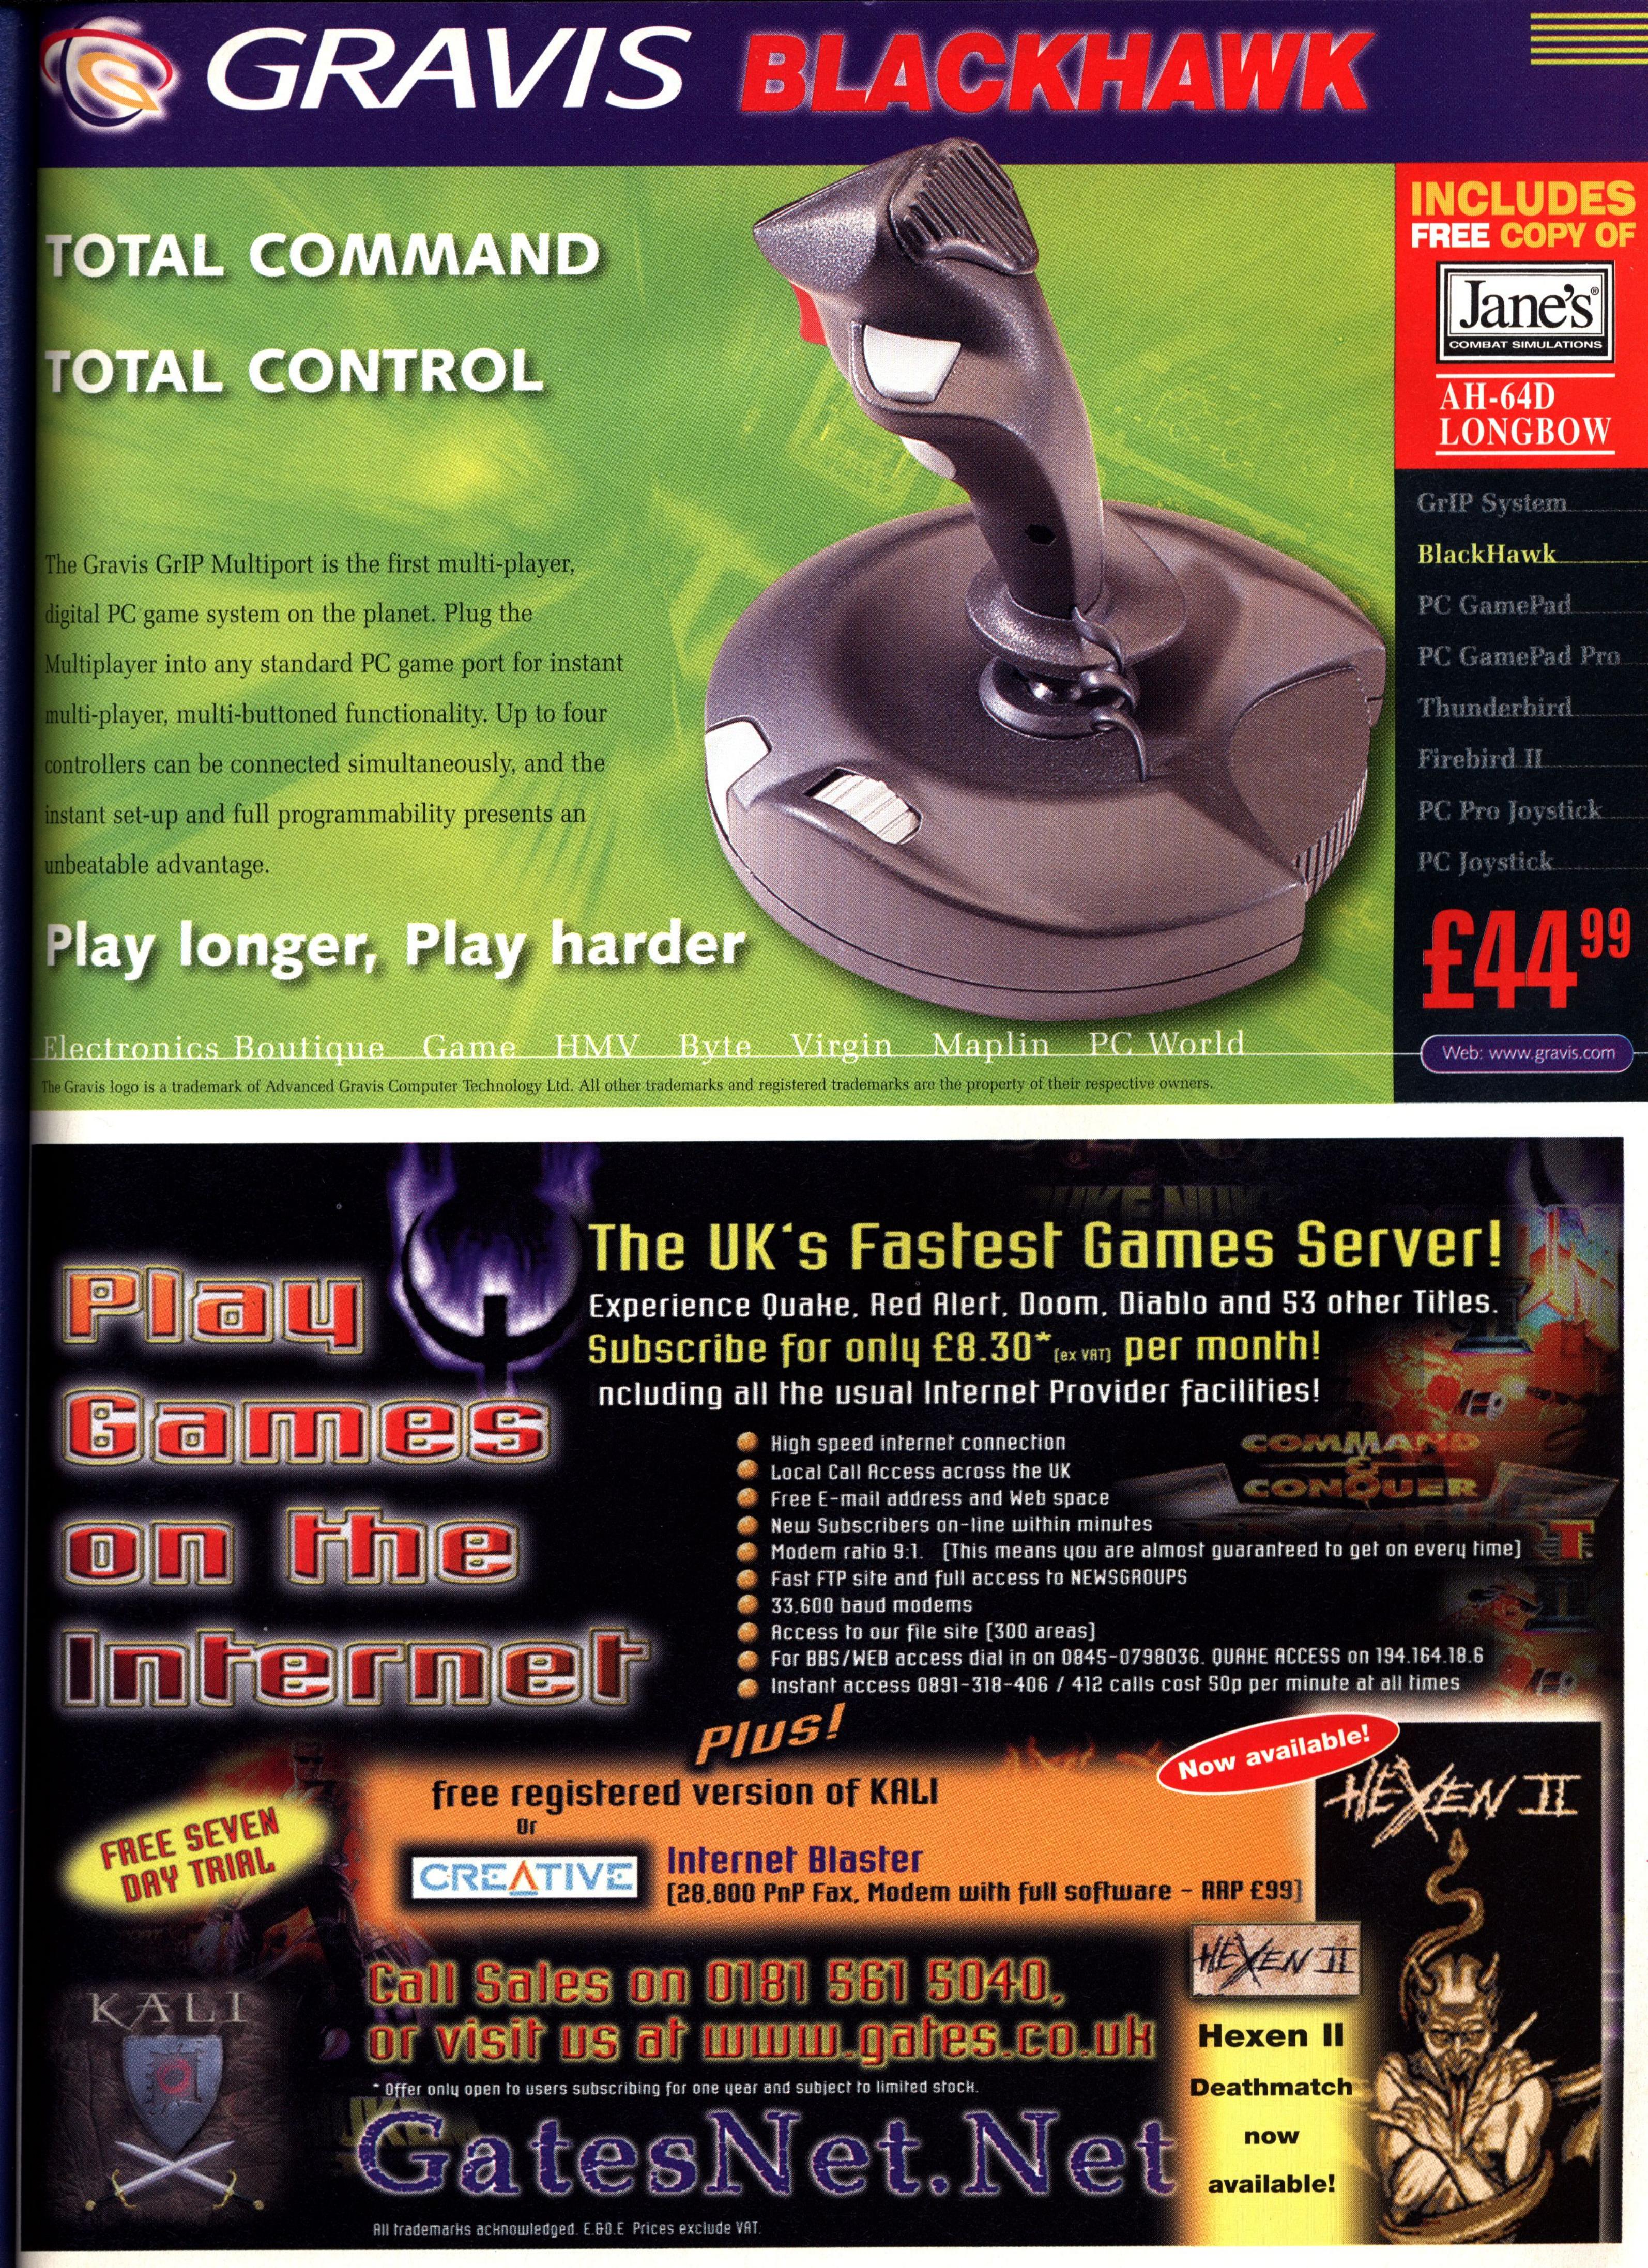 GRAVIS BLACKHAWK
TOTAL COMMAND
TOTAL CONTROL
The Gravis GrIP Multiport is the first multi-player,
digital PC game system on the planet. Plug the
Multiplayer into any standard PC game port for instant
multi-player, multi-buttoned functionality. Up to four
controllers can be connected simultaneously, and the
instant set-up and full programmability presents an
unbeatable advantage.
Play longer, Play harder
Electronics Boutique Game HMV Byte Virgin Maplin PC World
The Gravis logo is a trademark of Advanced Gravis Computer Technology Ltd. All other trademarks and registered trademarks are the property of their respective owners.
INCLUDES
FREE COPY OF
Jane's®
COMBAT SIMULATIONS
AH-64D
LONGBOW
GrIP System
BlackHawk
PC GamePad
PC GamePad Pro
Thunderbird
Firebird II
PC Pro Joystick
PC Joystick
£44 99
Web: www.gravis.com
Play
Games
on the
Internet
The UK's Fastest Games Server!
Experience Quake, Red Alert, Doom, Diablo and 53 other Titles.
Subscribe for only £8.30* [ex VAT] per month!
ncluding all the usual Internet Provider facilities!
High speed internet connection
Local Call Access across the UK
Free E-mail address and Web space
New Subscribers on-line within minutes
Modem ratio 9:1. [This means you are almost guaranteed to get on every time]
Fast FTP site and full access to NEWSGROUPS
33,600 baud modems
Access to our file site [300 areas]
For BBS/WEB access dial in on 0845-0798036. QUAKE ACCESS on 194.164.18.6
Instant access 0891-318-406 / 412 calls cost 50p per minute at all times
COMMAND
&
CONQUER
Plus!
free registered version of KALI
Or
CREATIVE
Internet Blaster
[28,800 PnP Fax, Modem with full software - RRP £99]
FREE SEVEN
DAY TRIAL
Now available!
HEXEN II
KALI
Call Sales on 0181 561 5040,
or visit us at www.gates.co.uk
* Offer only open to users subscribing for one year and subject to limited stock.
GatesNet.Net
All trademarks acknowledged. E.&O.E Prices exclude VAT.
HEXEN II
Hexen II
Deathmatch
now
available!